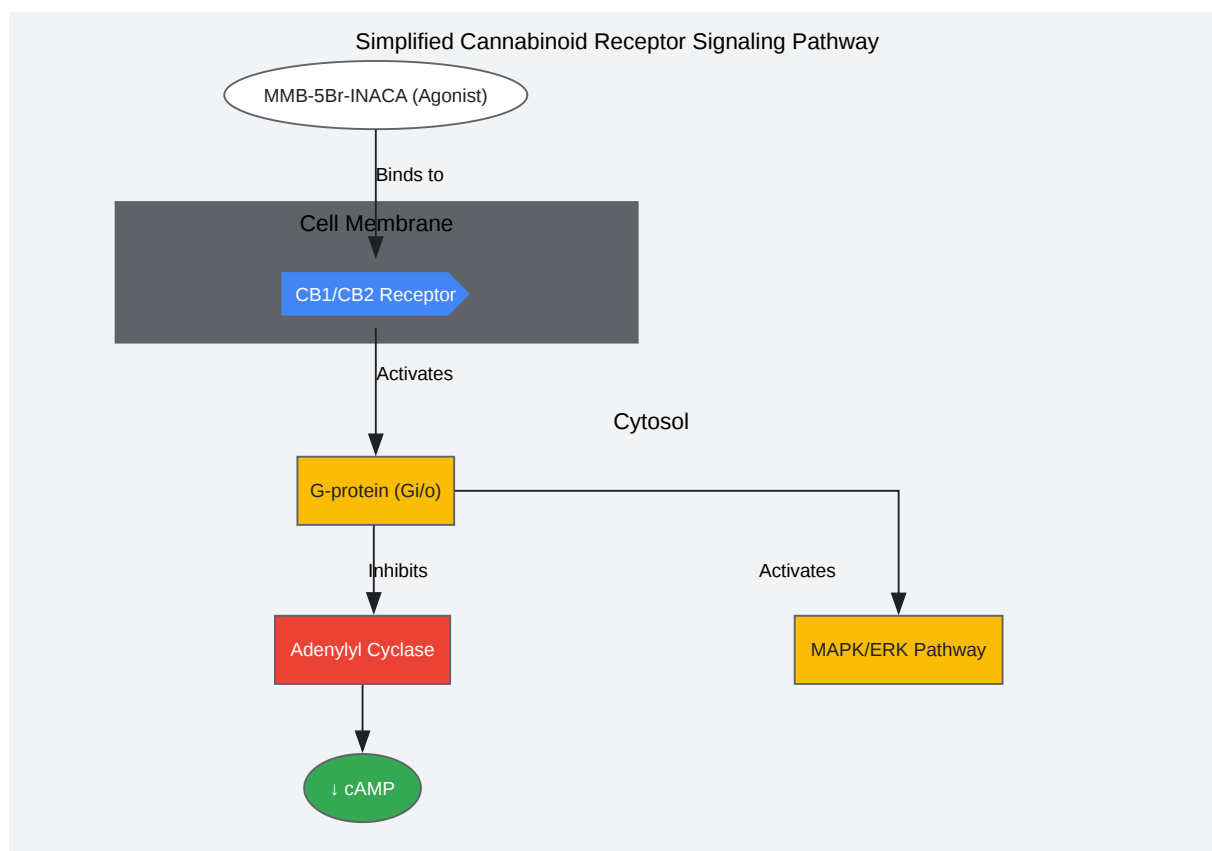 Simplified Cannabinoid Receptor Signaling Pathway
MMB-5Br-INACA (Agonist)
Binds to
Cell Membrane
CB1/CB2 Receptor
Activates
Cytosol
G-protein (Gi/o)
Inhibits
Activates
Adenylyl Cyclase
MAPK/ERK Pathway
↓ cAMP